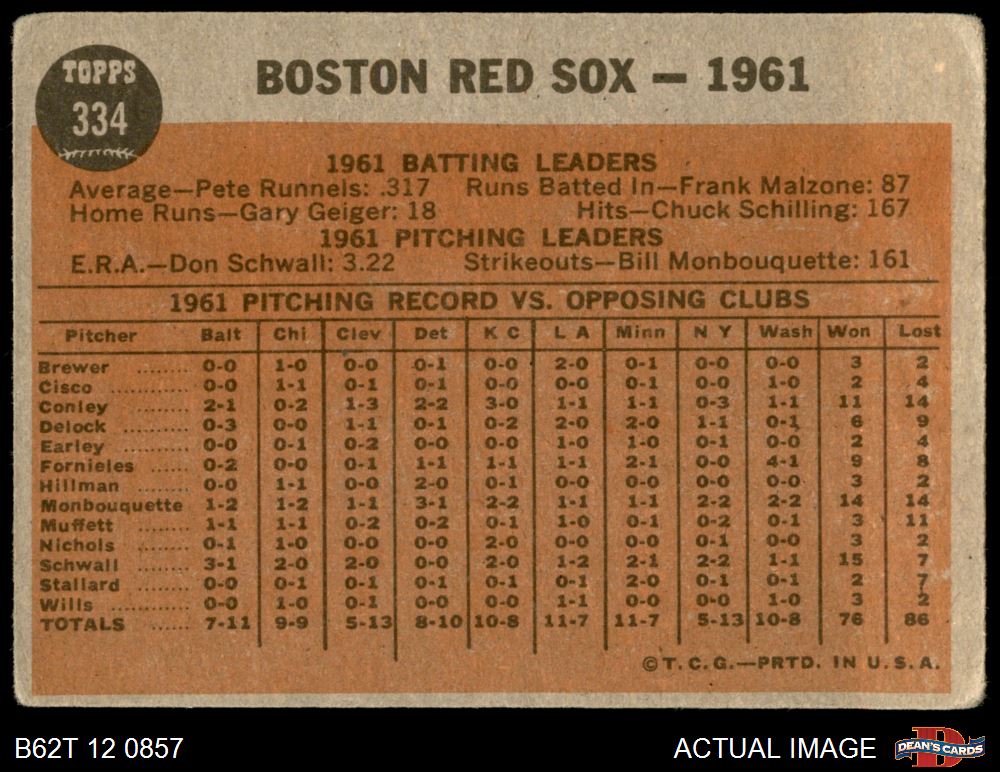 TOPPS
334
BOSTON RED SOX — 1961
1961 BATTING LEADERS
Average—Pete Runnels: .317 Runs Batted In—Frank Malzone: 87
Home Runs—Gary Geiger: 18 Hits—Chuck Schilling: 167
1961 PITCHING LEADERS
E.R.A.—Don Schwall: 3.22 Strikeouts—Bill Monbouquette: 161
1961 PITCHING RECORD VS. OPPOSING CLUBS
Pitcher Balt Chi Clev Det K C L A Minn N Y Wash Won Lost
Brewer ........ 0-0 1-0 0-0 0-1 0-0 2-0 0-1 0-0 0-0 3 2
Cisco ............ 0-0 1-1 0-1 0-1 0-0 0-0 0-1 0-0 1-0 2 4
Conley ......... 2-1 0-2 1-3 2-2 3-0 1-1 1-1 0-3 1-1 11 14
Delock ......... 0-3 0-0 1-1 0-1 0-2 2-0 2-0 1-1 0-1 6 9
Earley ......... 0-0 0-1 0-2 0-0 0-0 1-0 1-0 0-1 0-0 2 4
Fornieles ...... 0-2 0-0 0-1 1-1 1-1 1-1 2-1 0-0 4-1 9 8
Hillman ........ 0-0 1-1 0-0 2-0 0-1 0-0 0-0 0-0 0-0 3 2
Monbouquette 1-2 1-2 1-1 3-1 2-2 1-1 1-1 2-2 2-2 14 14
Muffett ........ 1-1 1-1 0-2 0-2 0-1 1-0 0-1 0-2 0-1 3 11
Nichols ........ 0-1 1-0 0-0 0-0 2-0 0-0 0-0 0-1 0-0 3 2
Schwall ........ 3-1 2-0 2-0 0-0 2-0 1-2 2-1 2-2 1-1 15 7
Stallard ....... 0-0 0-1 0-1 0-1 0-1 0-1 2-0 0-1 0-1 2 7
Wills ............ 0-0 1-0 0-1 0-0 0-0 1-1 0-0 0-0 1-0 3 2
TOTALS ...... 7-11 9-9 5-13 8-10 10-8 11-7 11-7 5-13 10-8 76 86
©T.C.G.—PRTD. IN U.S.A.
B62T 12 0857 ACTUAL IMAGE
DEAN'S CARDS